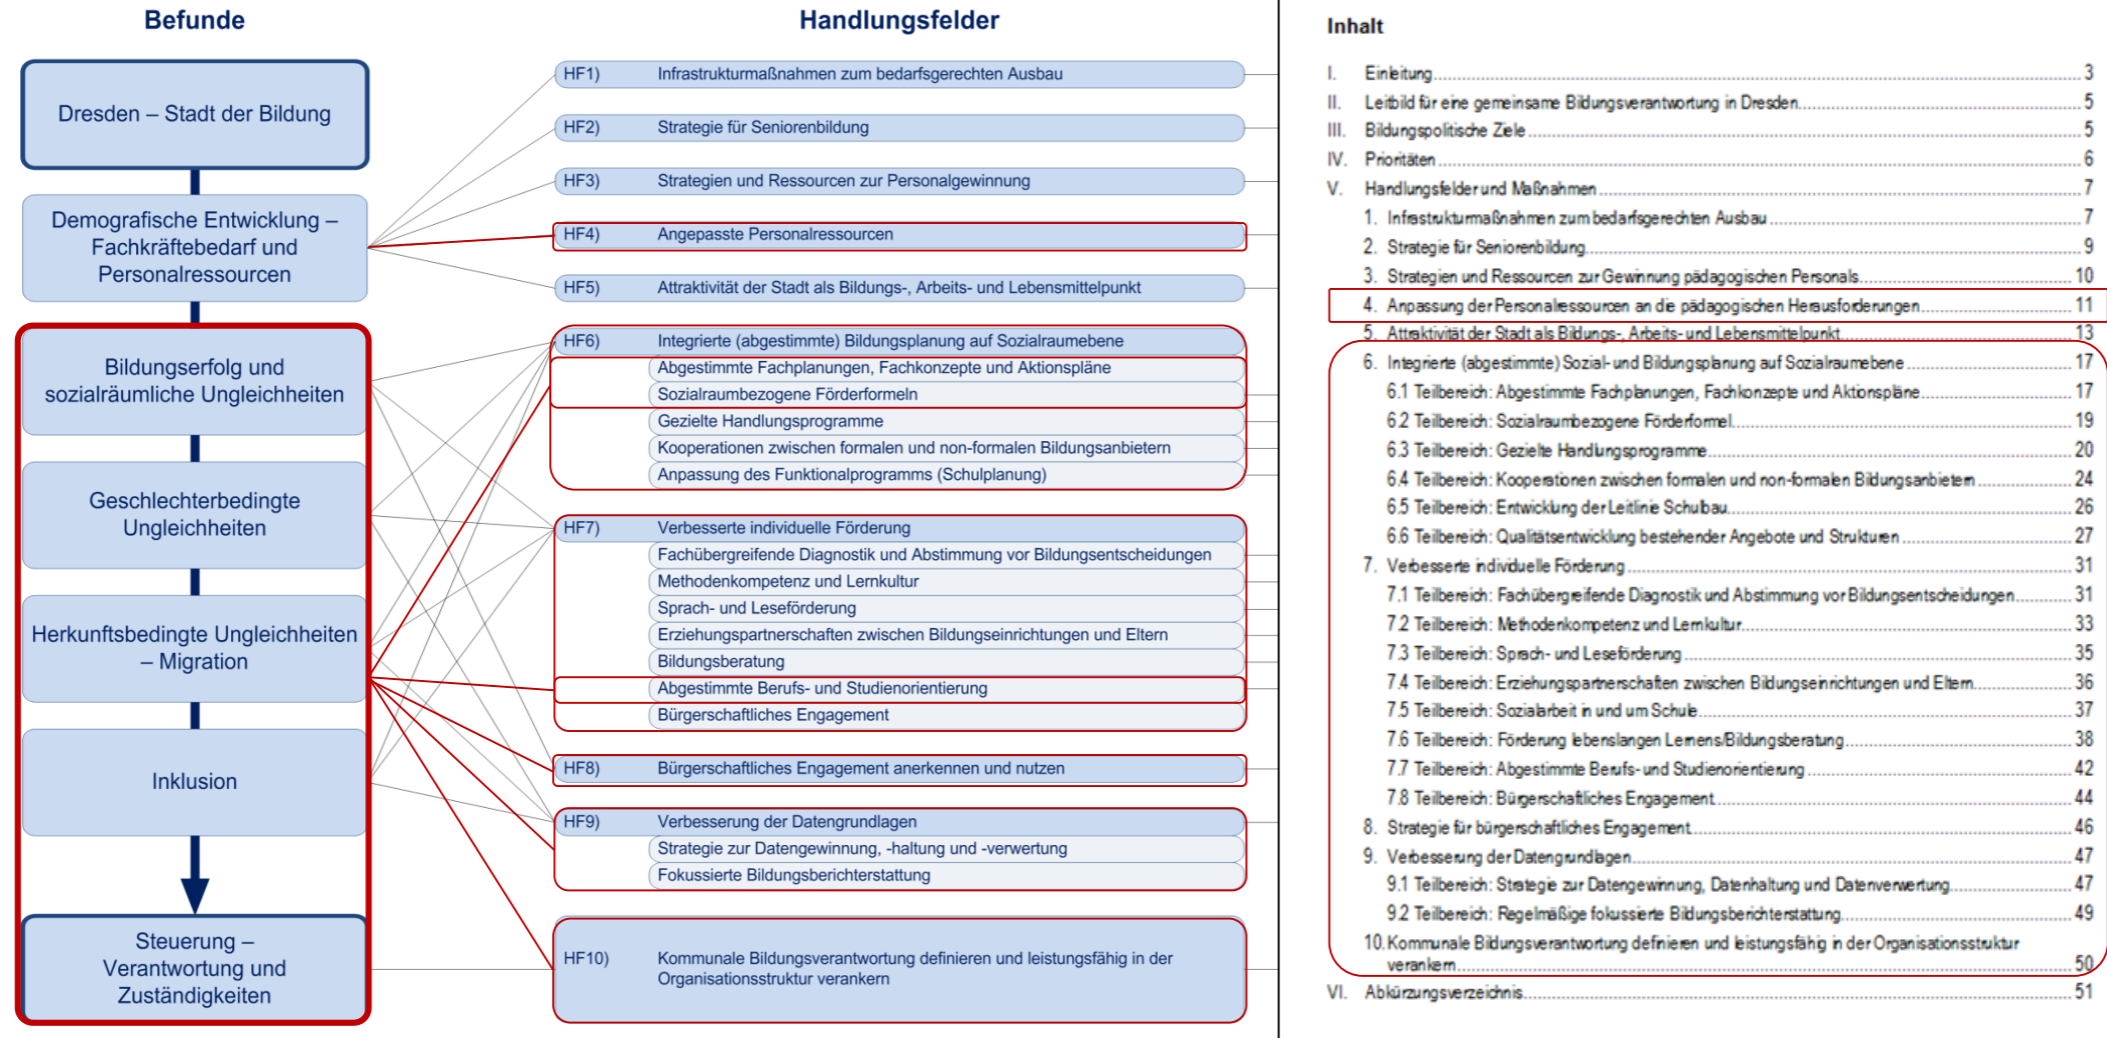 Befunde
Dresden – Stadt der Bildung
Demografische Entwicklung –
Fachkräftebedarf und
Personalressourcen
Bildungserfolg und
sozialräumliche Ungleichheiten
Geschlechterbedingte
Ungleichheiten
Herkunftsbedingte Ungleichheiten
– Migration
Inklusion
Steuerung –
Verantwortung und
Zuständigkeiten
Handlungsfelder
HF1) Infrastrukturmaßnahmen zum bedarfsgerechten Ausbau
HF2) Strategie für Seniorenbildung
HF3) Strategien und Ressourcen zur Personalgewinnung
HF4) Angepasste Personalressourcen
HF5) Attraktivität der Stadt als Bildungs-, Arbeits- und Lebensmittelpunkt
HF6) Integrierte (abgestimmte) Bildungsplanung auf Sozialraumebene
Abgestimmte Fachplanungen, Fachkonzepte und Aktionspläne
Sozialraumbezogene Förderformeln
Gezielte Handlungsprogramme
Kooperationen zwischen formalen und non-formalen Bildungsanbietern
Anpassung des Funktionalprogramms (Schulplanung)
HF7) Verbesserte individuelle Förderung
Fachübergreifende Diagnostik und Abstimmung vor Bildungsentscheidungen
Methodenkompetenz und Lernkultur
Sprach- und Leseförderung
Erziehungspartnerschaften zwischen Bildungseinrichtungen und Eltern
Bildungsberatung
Abgestimmte Berufs- und Studienorientierung
Bürgerschaftliches Engagement
HF8) Bürgerschaftliches Engagement anerkennen und nutzen
HF9) Verbesserung der Datengrundlagen
Strategie zur Datengewinnung, -haltung und -verwertung
Fokussierte Bildungsberichterstattung
HF10) Kommunale Bildungsverantwortung definieren und leistungsfähig in der
Organisationsstruktur verankern
Inhalt
I. Einleitung 3
II. Leitbild für eine gemeinsame Bildungsverantwortung in Dresden 5
III. Bildungspolitische Ziele 5
IV. Prioritäten 6
V. Handlungsfelder und Maßnahmen 7
1. Infrastrukturmaßnahmen zum bedarfsgerechten Ausbau 7
2. Strategie für Seniorenbildung 9
3. Strategien und Ressourcen zur Gewinnung pädagogischen Personals 10
4. Anpassung der Personalressourcen an die pädagogischen Herausforderungen 11
5. Attraktivität der Stadt als Bildungs-, Arbeits- und Lebensmittelpunkt 13
6. Integrierte (abgestimmte) Sozial- und Bildungsplanung auf Sozialraumebene 17
6.1 Teilbereich: Abgestimmte Fachplanungen, Fachkonzepte und Aktionspläne 17
6.2 Teilbereich: Sozialraumbezogene Förderformel 19
6.3 Teilbereich: Gezielte Handlungsprogramme 20
6.4 Teilbereich: Kooperationen zwischen formalen und non-formalen Bildungsanbietern 24
6.5 Teilbereich: Entwicklung der Leitlinie Schulbau 26
6.6 Teilbereich: Qualitätsentwicklung bestehender Angebote und Strukturen 27
7. Verbesserte individuelle Förderung 31
7.1 Teilbereich: Fachübergreifende Diagnostik und Abstimmung vor Bildungsentscheidungen 31
7.2 Teilbereich: Methodenkompetenz und Lernkultur 33
7.3 Teilbereich: Sprach- und Leseförderung 35
7.4 Teilbereich: Erziehungspartnerschaften zwischen Bildungseinrichtungen und Eltern 36
7.5 Teilbereich: Sozialarbeit in und um Schule 37
7.6 Teilbereich: Förderung lebenslangen Lernens/Bildungsberatung 38
7.7 Teilbereich: Abgestimmte Berufs- und Studienorientierung 42
7.8 Teilbereich: Bürgerschaftliches Engagement 44
8. Strategie für bürgerschaftliches Engagement 46
9. Verbesserung der Datengrundlagen 47
9.1 Teilbereich: Strategie zur Datengewinnung, Datenhaltung und Datenverwertung 47
9.2 Teilbereich: Regelmäßige fokussierte Bildungsberichterstattung 49
10. Kommunale Bildungsverantwortung definieren und leistungsfähig in der Organisationsstruktur
verankern 50
VI. Abkürzungsverzeichnis 51